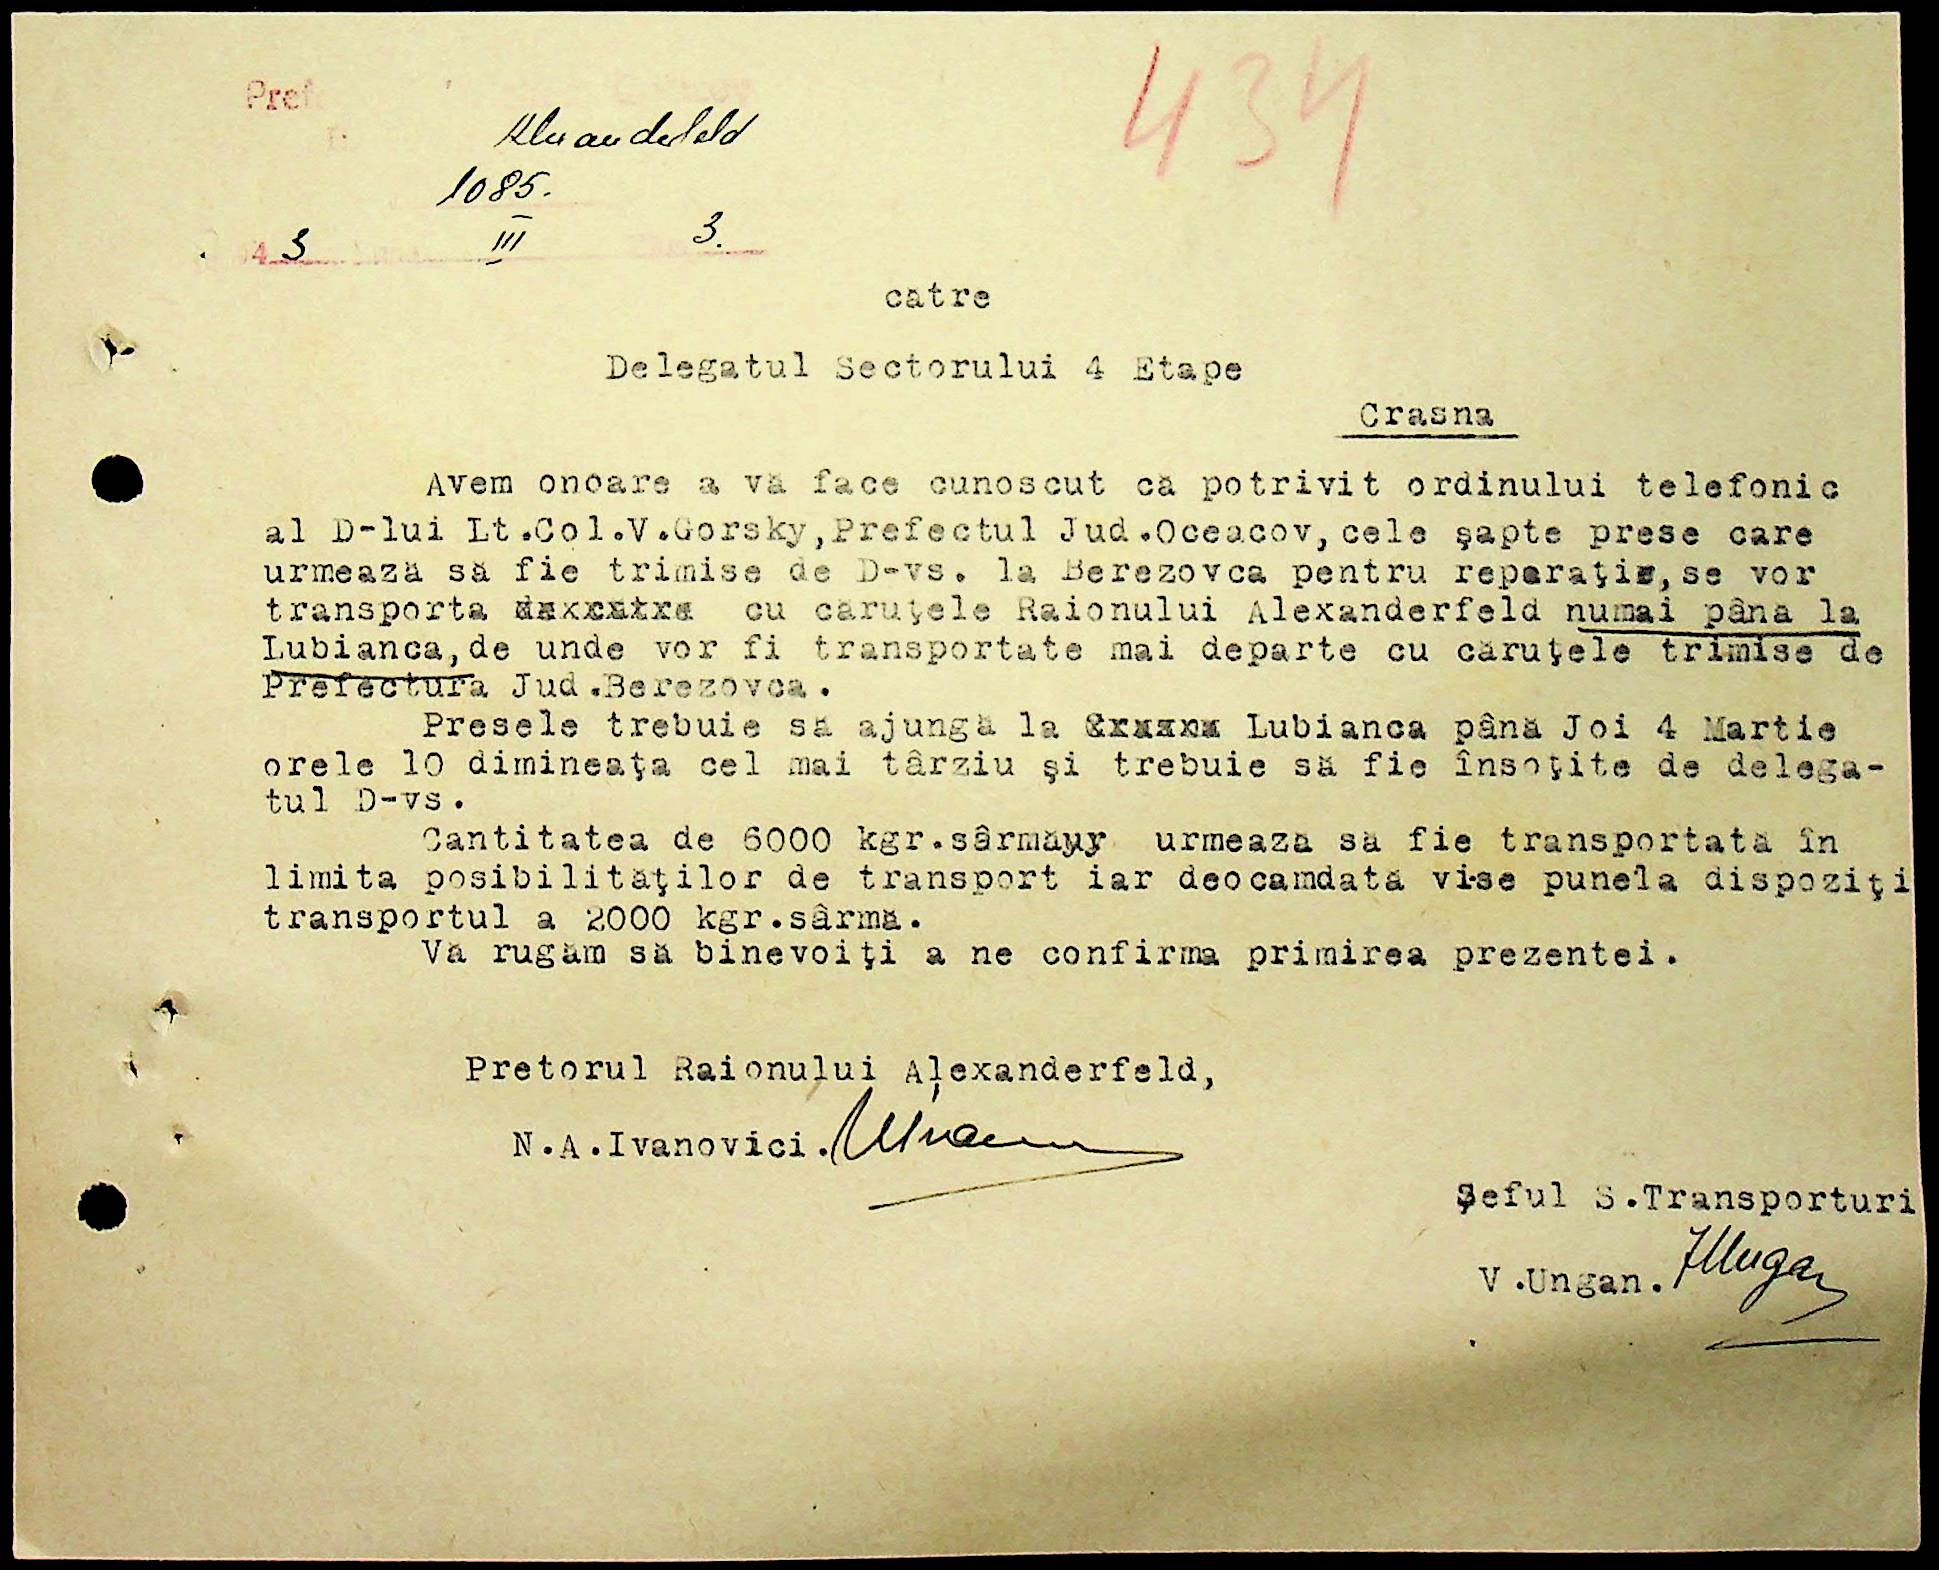 434
Pref
Alexanderfeld
1085.
43 III 3.
către
Delegatul Sectorului 4 Etape
Crasna
Avem onoare a vă face cunoscut că potrivit ordinului telefonic
al D-lui Lt.Col.V.Gorsky,Prefectul Jud.Oceacov,cele şapte prese care
urmează să fie trimise de D-vs. la Berezovca pentru reparaţie,se vor
transporta cu căruţele Raionului Alexanderfeld numai până la
Lubianca,de unde vor fi transportate mai departe cu căruţele trimise de
Prefectura Jud.Berezovca.
Presele trebuie să ajungă la Lubianca până Joi 4 Martie
orele 10 dimineaţa cel mai târziu şi trebuie să fie însoţite de delega-
tul D-vs.
Cantitatea de 6000 kgr.sârmă urmează să fie transportată în
limita posibilităţilor de transport iar deocamdată vi-se punela dispoziţi
transportul a 2000 kgr.sârmă.
Vă rugăm să binevoiţi a ne confirma primirea prezentei.
Pretorul Raionului Alexanderfeld,
N.A.Ivanovici.
Şeful S.Transporturi
V.Ungan.